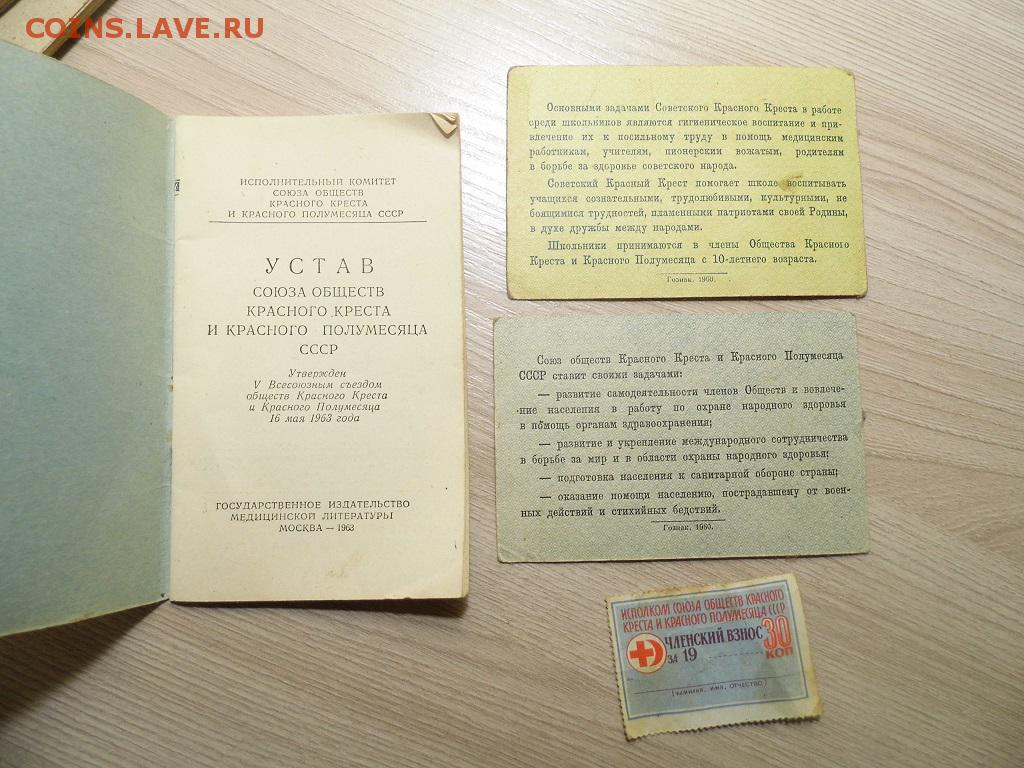 COINS.LAVE.RU
ИСПОЛНИТЕЛЬНЫЙ КОМИТЕТ
СОЮЗА ОБЩЕСТВ
КРАСНОГО КРЕСТА
И КРАСНОГО ПОЛУМЕСЯЦА СССР
УСТАВ
СОЮЗА ОБЩЕСТВ
КРАСНОГО КРЕСТА
И КРАСНОГО ПОЛУМЕСЯЦА
СССР
Утвержден
V Всесоюзным съездом
обществ Красного Креста
и Красного Полумесяца
16 мая 1963 года
ГОСУДАРСТВЕННОЕ ИЗДАТЕЛЬСТВО
МЕДИЦИНСКОЙ ЛИТЕРАТУРЫ
МОСКВА — 1963
Основными задачами Советского Красного Креста в работе
среди школьников являются гигиеническое воспитание и при-
влечение их к посильному труду в помощь медицинским
работникам, учителям, пионерским вожатым, родителям
в борьбе за здоровье советского народа.
Советский Красный Крест помогает школе воспитывать
учащихся сознательными, трудолюбивыми, культурными, не
боящимися трудностей, пламенными патриотами своей Родины,
в духе дружбы между народами.
Школьники принимаются в члены Общества Красного
Креста и Красного Полумесяца с 10-летнего возраста.
Гознак. 1960.
Союз обществ Красного Креста и Красного Полумесяца
СССР ставит своими задачами:
— развитие самодеятельности членов Обществ и вовлече-
ние населения в работу по охране народного здоровья
в помощь органам здравоохранения;
— развитие и укрепление международного сотрудничества
в борьбе за мир и в области охраны народного здоровья;
— подготовка населения к санитарной обороне страны;
— оказание помощи населению, пострадавшему от воен-
ных действий и стихийных бедствий.
Гознак. 1960.
ИСПОЛКОМ СОЮЗА ОБЩЕСТВ КРАСНОГО
КРЕСТА И КРАСНОГО ПОЛУМЕСЯЦА СССР
ЧЛЕНСКИЙ ВЗНОС 30
ЗА 19 КОП
(ФАМИЛИЯ, ИМЯ, ОТЧЕСТВО)